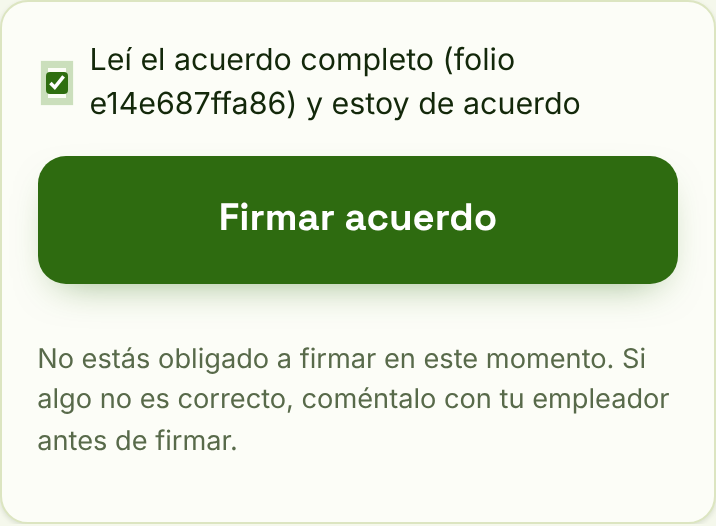 Leí el acuerdo completo (folio
e14e687ffa86) y estoy de acuerdo
Firmar acuerdo
No estás obligado a firmar en este momento. Si
algo no es correcto, coméntalo con tu empleador
antes de firmar.